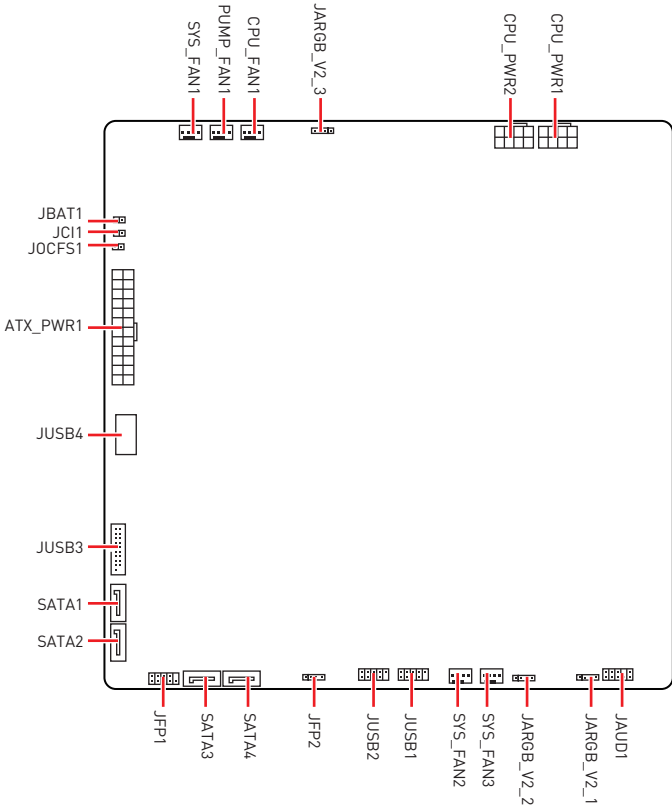 SYS_FAN1
PUMP_FAN1
CPU_FAN1
JARGB_V2_3
CPU_PWR2
CPU_PWR1
JBAT1
JCI1
JOCFS1
ATX_PWR1
JUSB4
JUSB3
SATA1
SATA2
JFP1
SATA3
SATA4
JFP2
JUSB2
JUSB1
SYS_FAN2
SYS_FAN3
JARGB_V2_2
JARGB_V2_1
JAUD1